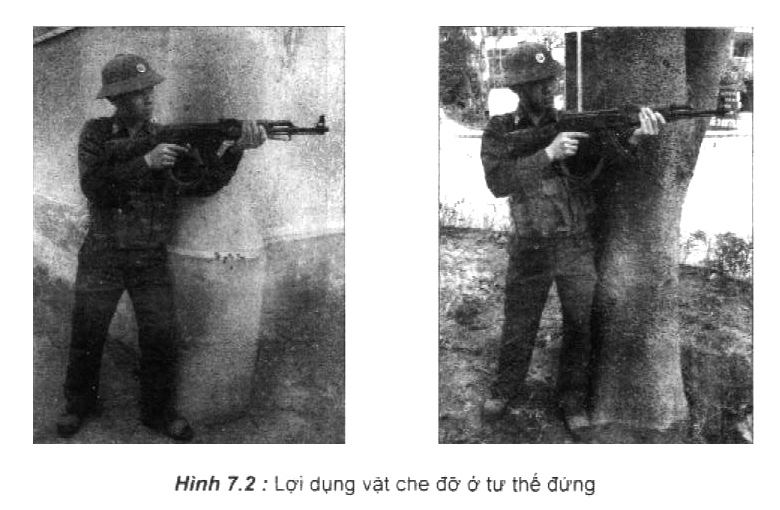 Hình 7.2 : Lợi dụng vật che đỡ ở tư thế đứng